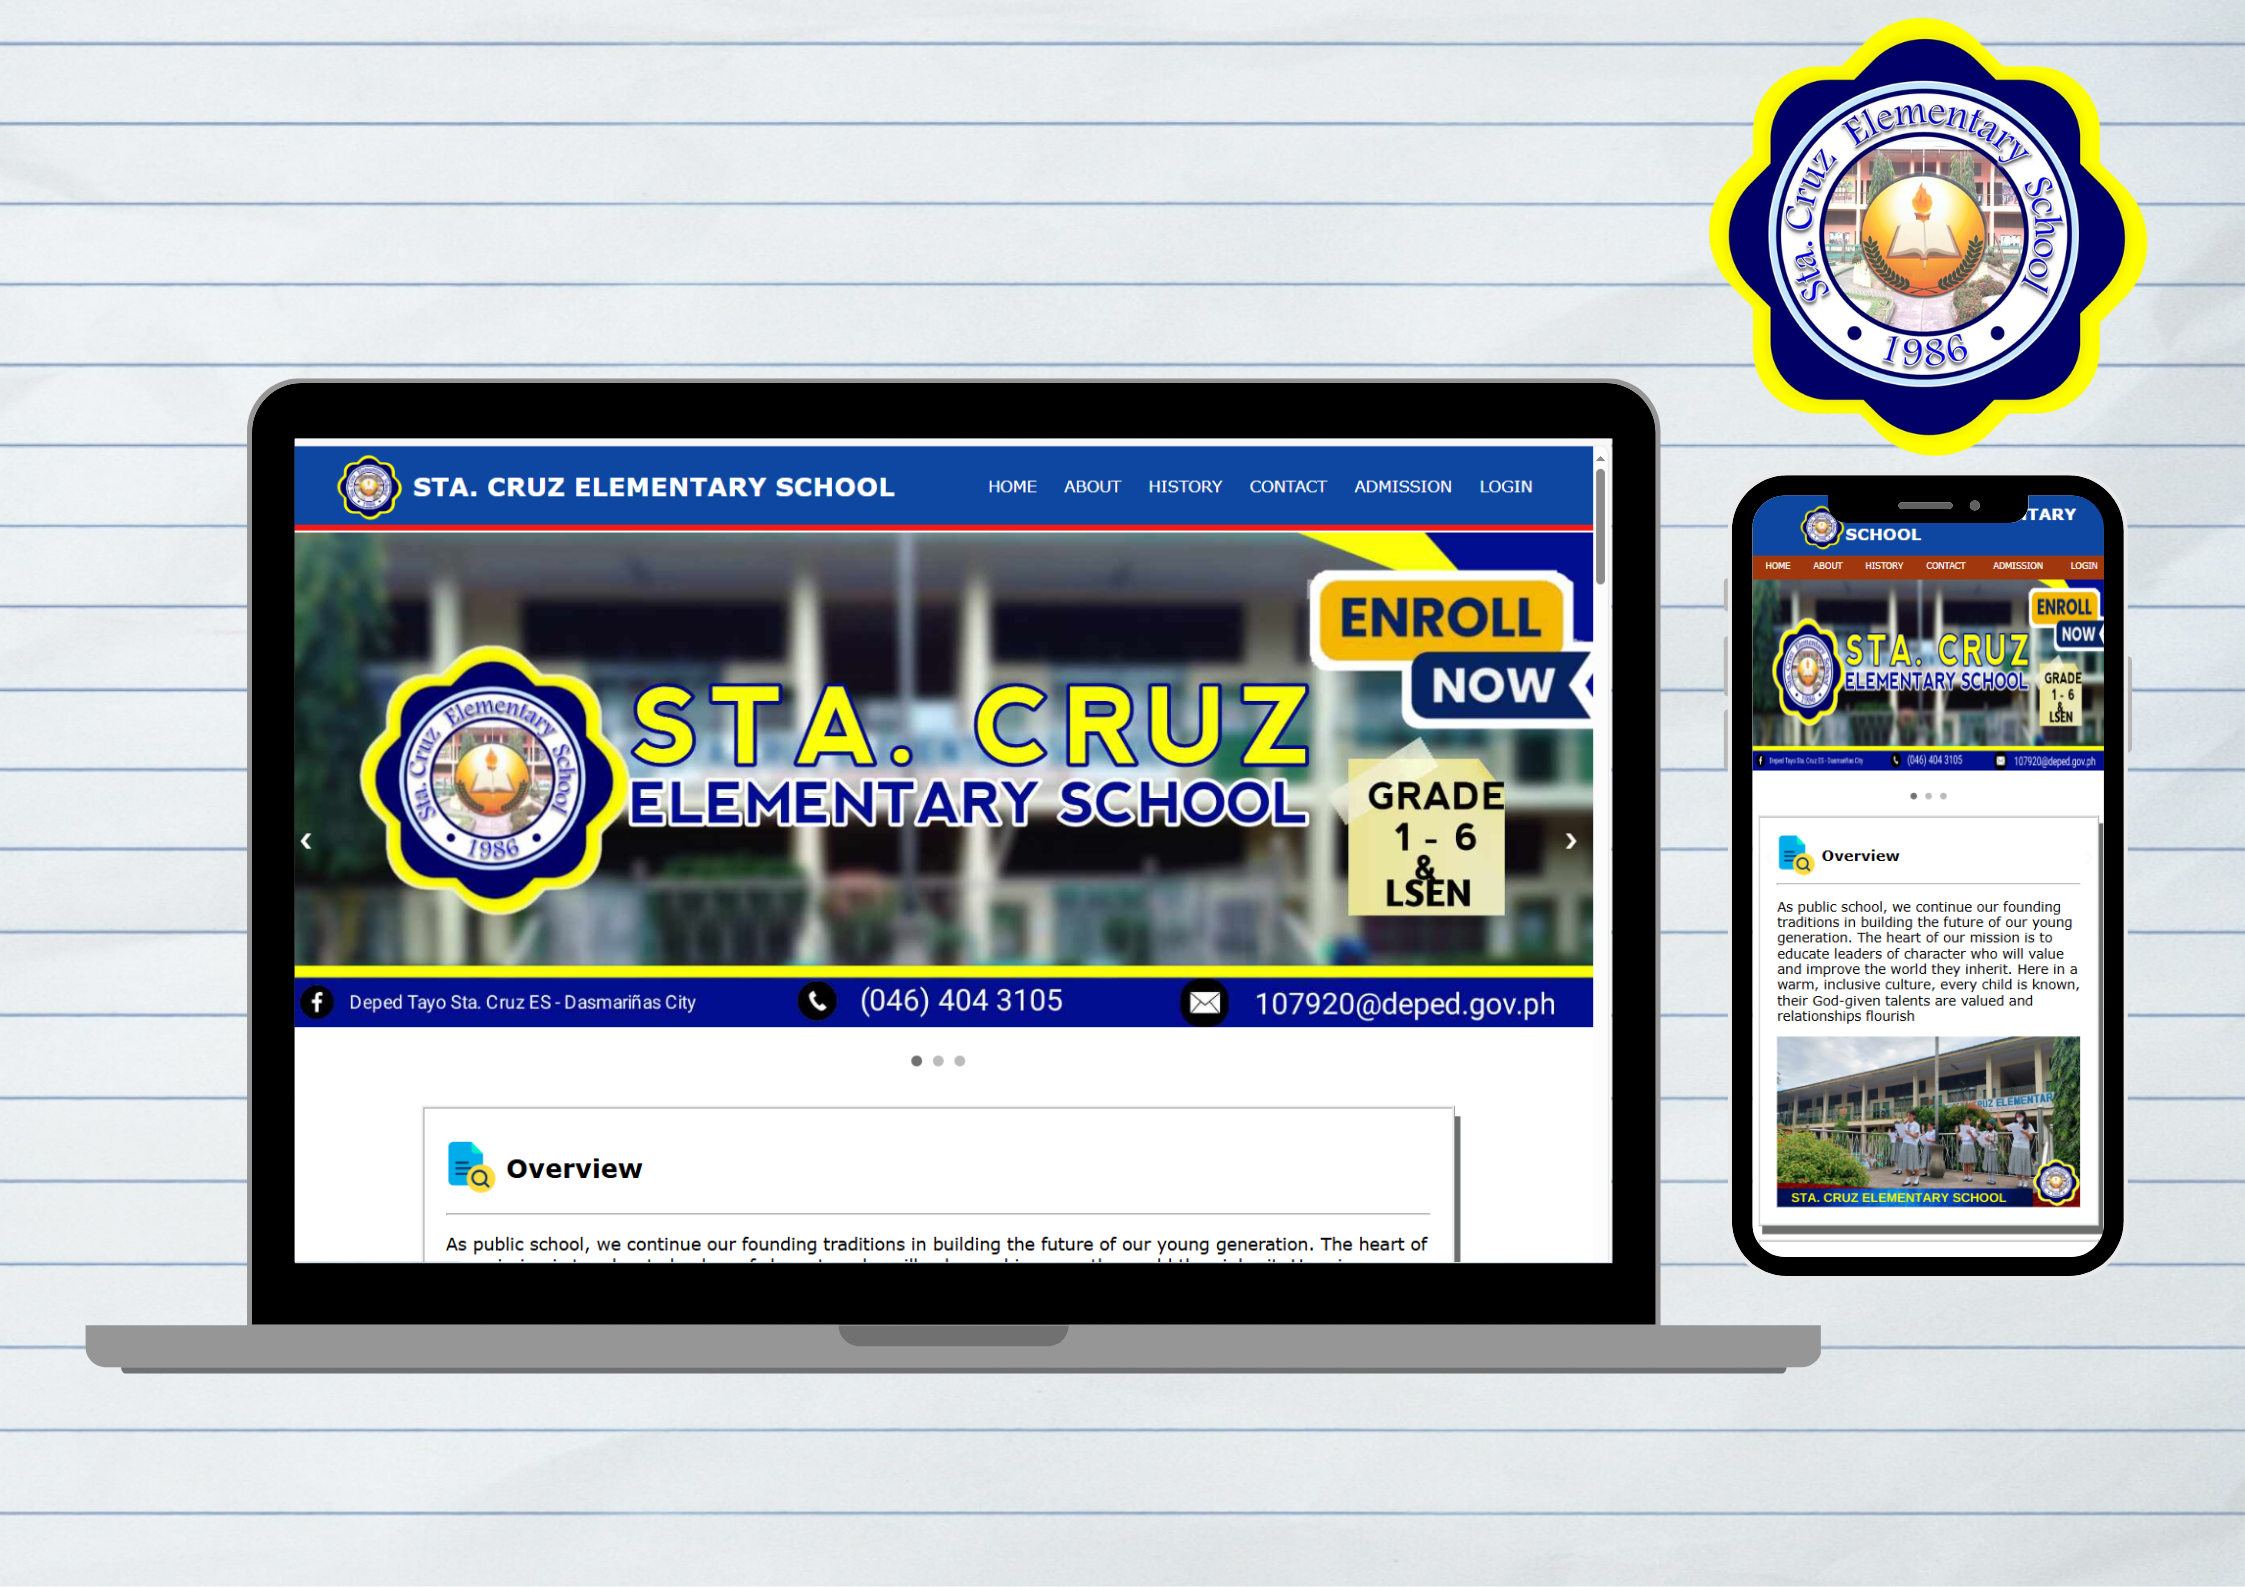 Sta. Cruz Elementary School
1986
STA. CRUZ ELEMENTARY SCHOOL
HOME ABOUT HISTORY CONTACT ADMISSION LOGIN
ENROLL
NOW
Sta. Cruz Elementary School
1986
STA. CRUZ
ELEMENTARY SCHOOL
GRADE
1 - 6
&
LSEN
Deped Tayo Sta. Cruz ES - Dasmariñas City
(046) 404 3105
107920@deped.gov.ph
Overview
As public school, we continue our founding traditions in building the future of our young generation. The heart of
TARY
SCHOOL
HOME ABOUT HISTORY CONTACT ADMISSION LOGIN
ENROLL
NOW
STA. CRUZ
ELEMENTARY SCHOOL
GRADE
1 - 6
&
LSEN
Deped Tayo Sta. Cruz ES - Dasmariñas City
(046) 404 3105
107920@deped.gov.ph
Overview
As public school, we continue our founding
traditions in building the future of our young
generation. The heart of our mission is to
educate leaders of character who will value
and improve the world they inherit. Here in a
warm, inclusive culture, every child is known,
their God-given talents are valued and
relationships flourish
RUZ ELEMENTAR
STA. CRUZ ELEMENTARY SCHOOL